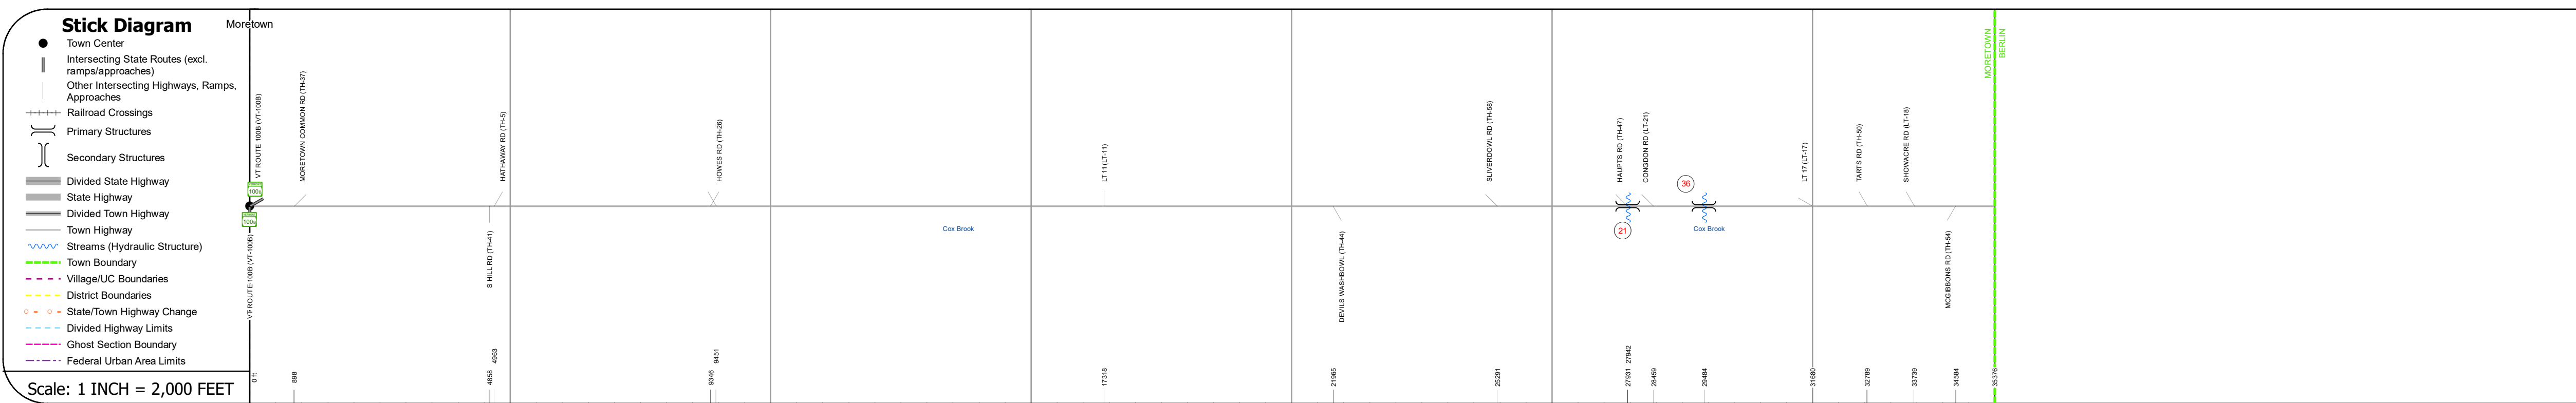 Stick Diagram
Town Center
Intersecting State Routes (excl.
ramps/approaches)
Other Intersecting Highways, Ramps,
Approaches
Railroad Crossings
Primary Structures
Secondary Structures
Divided State Highway
State Highway
Divided Town Highway
Town Highway
Streams (Hydraulic Structure)
Town Boundary
Village/UC Boundaries
District Boundaries
State/Town Highway Change
Divided Highway Limits
Ghost Section Boundary
Federal Urban Area Limits
Scale: 1 INCH = 2,000 FEET
Moretown
VT ROUTE 100B (VT-100B)
MORETOWN COMMON RD (TH-37)
HATHAWAY RD (TH-5)
HOWES RD (TH-26)
LT 11 (LT-11)
SLIVERDOWL RD (TH-58)
HAUPTS RD (TH-47)
CONGDON RD (LT-21)
LT 17 (LT-17)
TARTS RD (TH-50)
SHOWACRE RD (LT-18)
MORETOWN
BERLIN
100B
100B
36
21
Cox Brook
Cox Brook
VT ROUTE 100B (VT-100B)
S HILL RD (TH-41)
DEVILS WASHBOWL (TH-44)
MCGIBBONS RD (TH-54)
0 ft
898
4858
4963
9346
9451
17318
21965
25291
27931
27942
28459
29484
31680
32789
33739
34584
35376